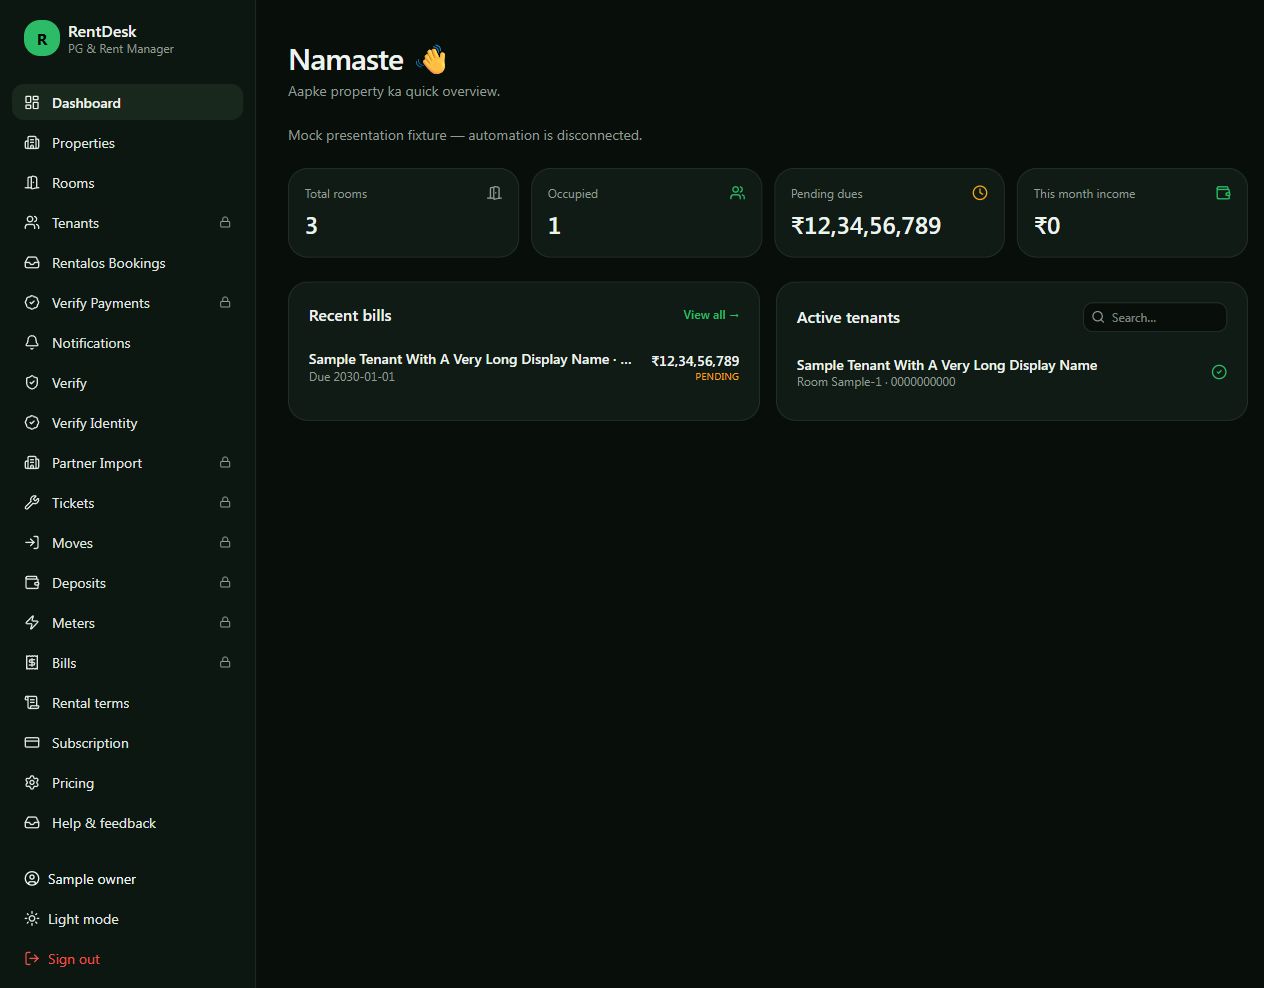 R
RentDesk
PG & Rent Manager
Dashboard
Properties
Rooms
Tenants
Rentalos Bookings
Verify Payments
Notifications
Verify
Verify Identity
Partner Import
Tickets
Moves
Deposits
Meters
Bills
Rental terms
Subscription
Pricing
Help & feedback
Sample owner
Light mode
Sign out
Namaste 👋
Aapke property ka quick overview.
Mock presentation fixture — automation is disconnected.
Total rooms
3
Occupied
1
Pending dues
₹12,34,56,789
This month income
₹0
Recent bills
View all →
Sample Tenant With A Very Long Display Name · ...
₹12,34,56,789
Due 2030-01-01
PENDING
Active tenants
Search...
Sample Tenant With A Very Long Display Name
Room Sample-1 · 0000000000